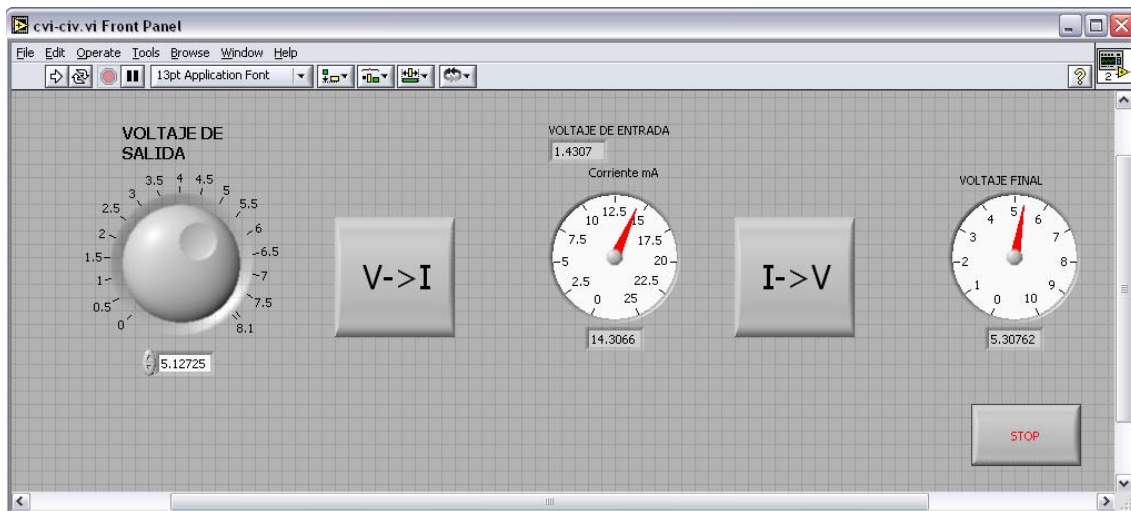 cvi-civ.vi Front Panel
File Edit Operate Tools Browse Window Help
13pt Application Font
2
VOLTAJE DE
SALIDA
0 0.5 1 1.5 2 2.5 3 3.5 4 4.5 5 5.5 6 6.5 7 7.5 8.1
5.12725
V->I
VOLTAJE DE ENTRADA
1.4307
Corriente mA
0 2.5 5 7.5 10 12.5 15 17.5 20 22.5 25
14.3066
I->V
VOLTAJE FINAL
0 1 2 3 4 5 6 7 8 9 10
5.30762
STOP